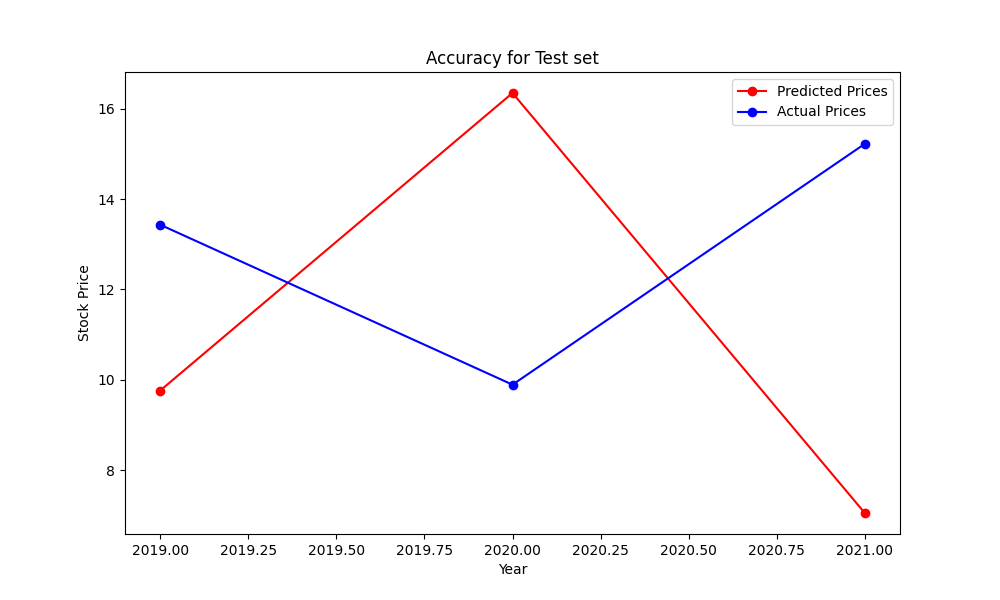 Accuracy for Test set
Predicted Prices
Actual Prices
16
14
12
10
8
Stock Price
2019.00 2019.25 2019.50 2019.75 2020.00 2020.25 2020.50 2020.75 2021.00
Year